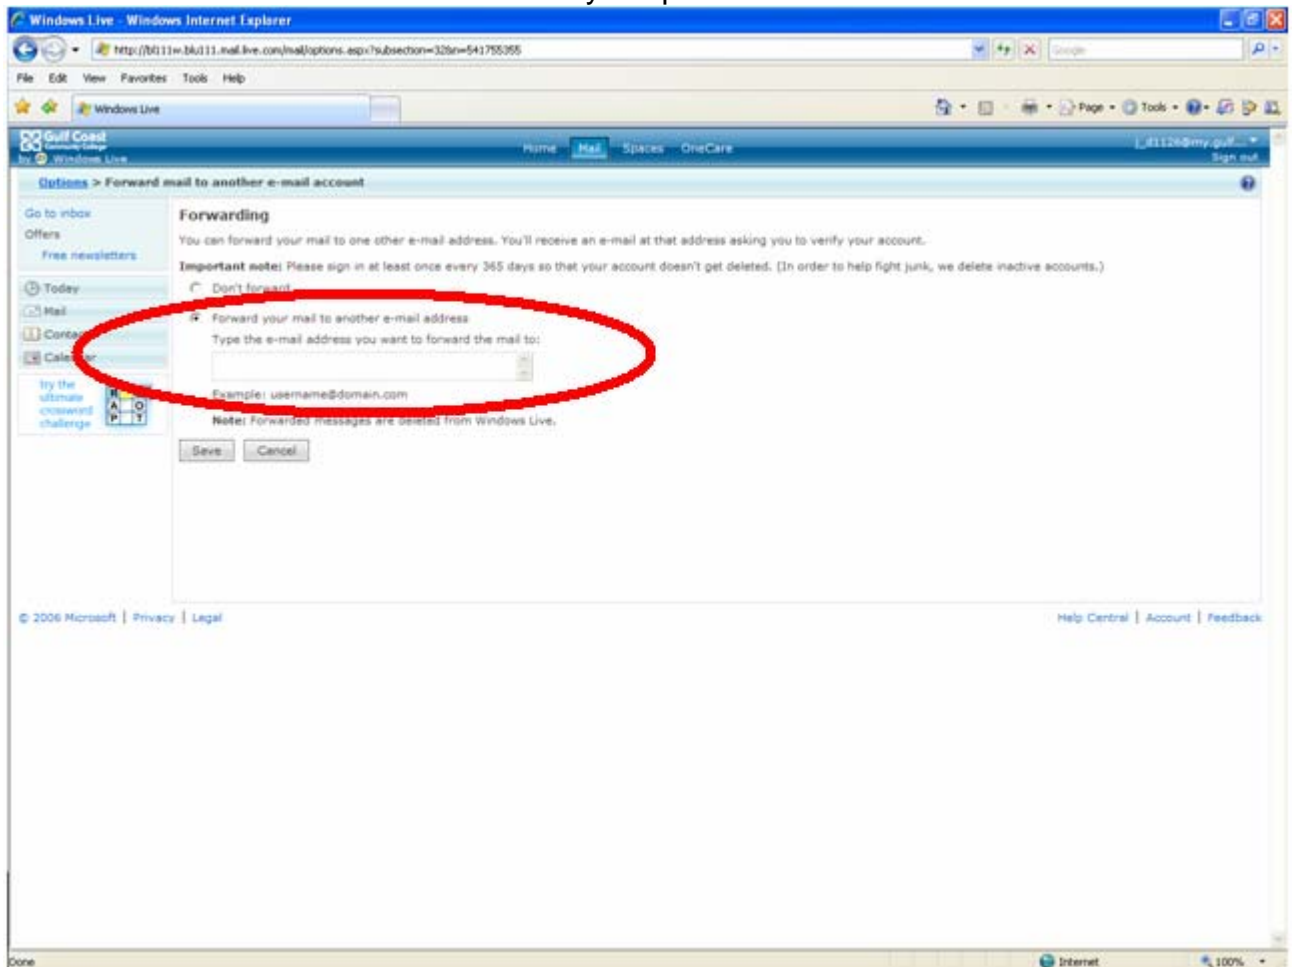 Windows Live - Windows Internet Explorer
File Edit View Favorites Tools Help
Windows Live
Page Tools
Gulf Coast
Community College
by Windows Live
Home Mail Spaces OneCare
Sign out
Options > Forward mail to another e-mail account
Go to inbox
Offers
Free newsletters
Today
Mail
Calendar
try the
ultimate
crossword
challenge
Forwarding
You can forward your mail to one other e-mail address. You'll receive an e-mail at that address asking you to verify your account.
Important note: Please sign in at least once every 365 days so that your account doesn't get deleted. (In order to help fight junk, we delete inactive accounts.)
Don't forward
Forward your mail to another e-mail address
Type the e-mail address you want to forward the mail to:
Example: username@domain.com
Note: Forwarded messages are deleted from Windows Live.
Save Cancel
© 2006 Microsoft | Privacy | Legal
Help Central | Account | Feedback
Done
Internet
100%